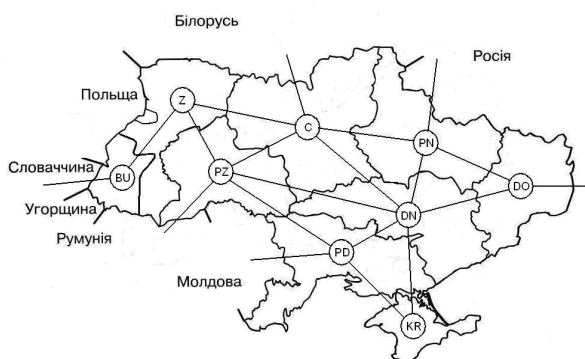 Білорусь
Росія
Польща
Z
C
PN
Словаччина
BU
PZ
DO
Угорщина
DN
Румунія
PD
Молдова
KR